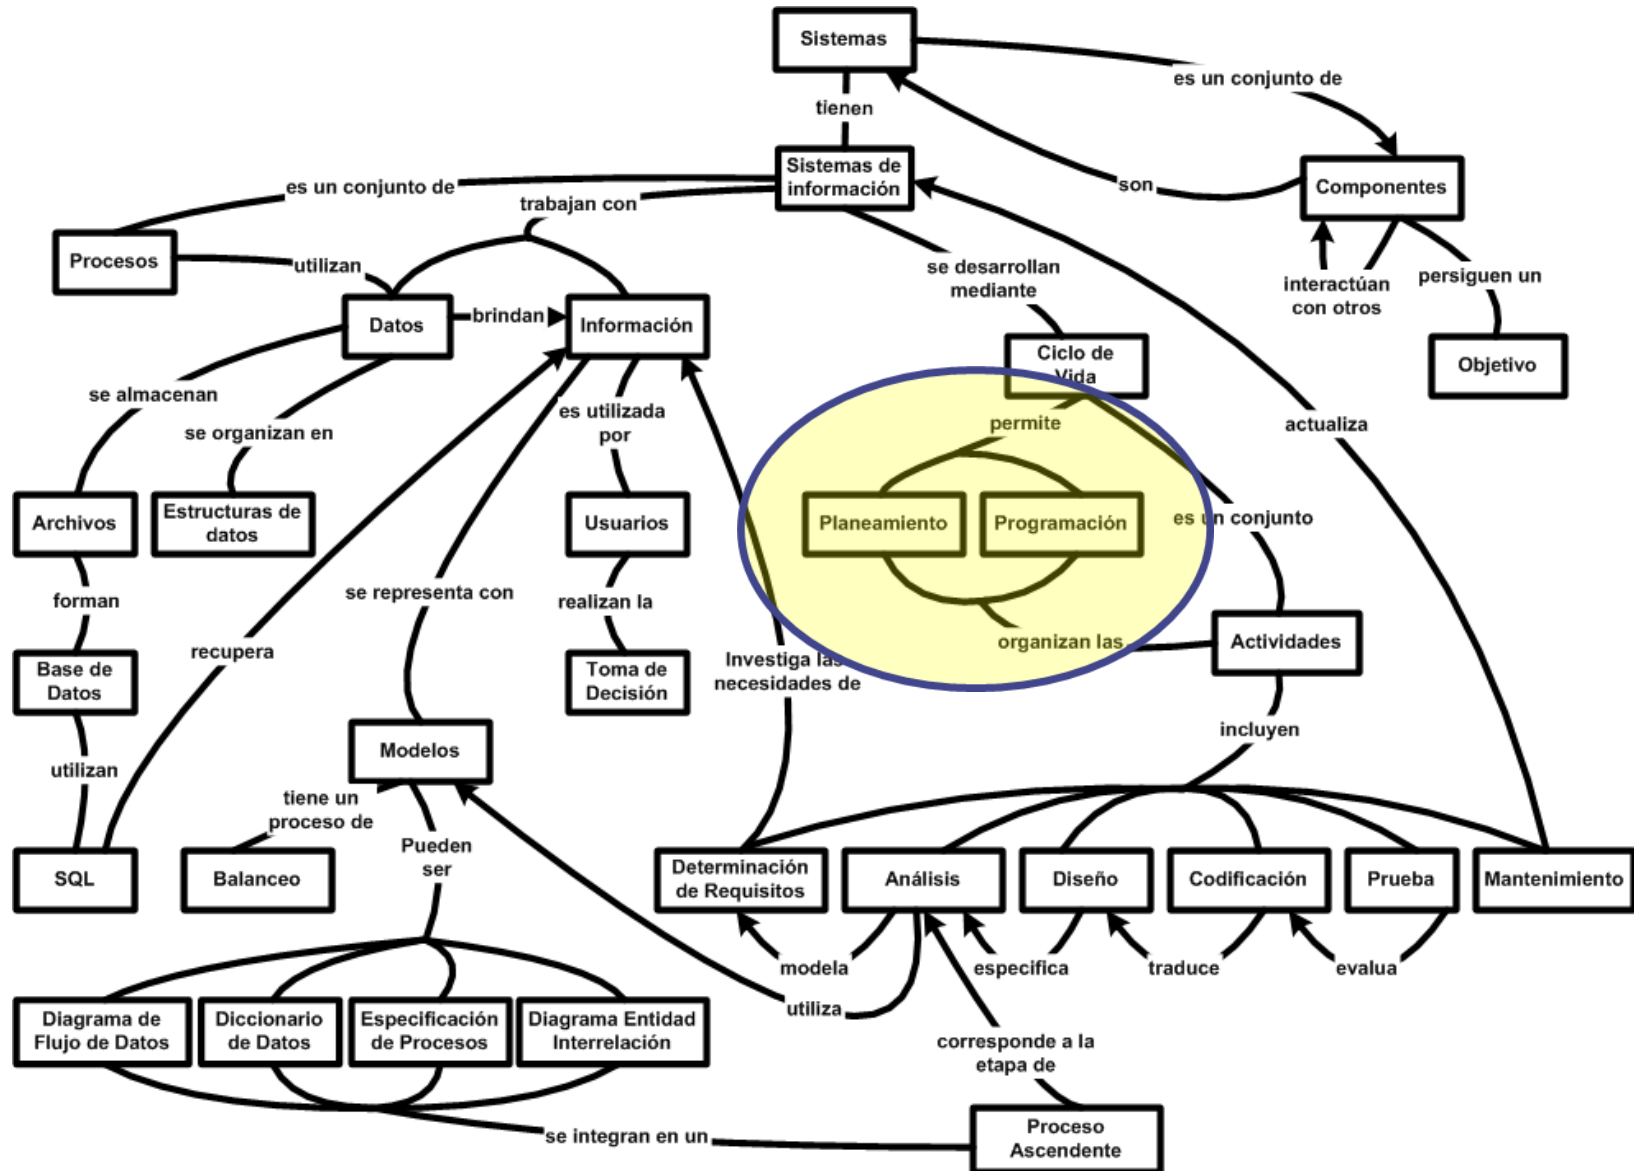 Sistemas
es un conjunto de
tienen
Sistemas de
información
es un conjunto de
trabajan con
son
Componentes
Procesos
utilizan
se desarrollan
mediante
interactúan
con otros
persiguen un
Datos
brindan
Información
Ciclo de
Vida
Objetivo
se almacenan
se organizan en
es utilizada
por
permite
actualiza
Archivos
Estructuras de
datos
Usuarios
Planeamiento
Programación
es un conjunto
forman
se representa con
realizan la
organizan las
Actividades
recupera
Base de
Datos
Toma de
Decisión
Investiga las
necesidades de
incluyen
Modelos
utilizan
tiene un
proceso de
Pueden
ser
SQL
Balanceo
Determinación
de Requisitos
Análisis
Diseño
Codificación
Prueba
Mantenimiento
modela
especifica
traduce
evalua
utiliza
Diagrama de
Flujo de Datos
Diccionario
de Datos
Especificación
de Procesos
Diagrama Entidad
Interrelación
corresponde a la
etapa de
se integran en un
Proceso
Ascendente